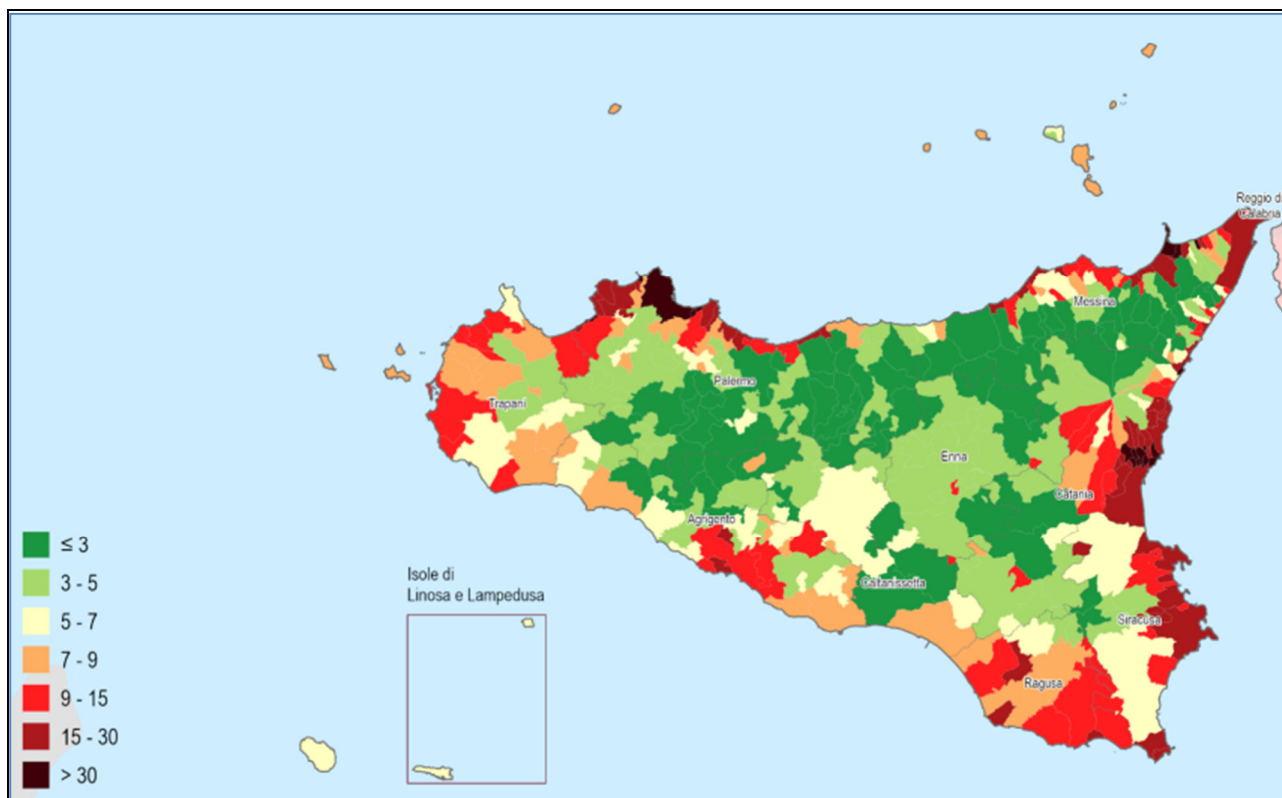 Reggio di
Calabria
Messina
Palermo
Trapani
Enna
Catania
Agrigento
Caltanissetta
Siracusa
Ragusa
≤ 3
3 - 5
5 - 7
7 - 9
9 - 15
15 - 30
> 30
Isole di
Linosa e Lampedusa